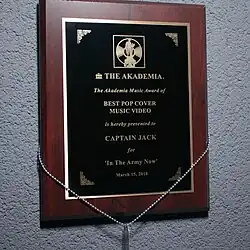 THE AKADEMIA.
The Akademia Music Award of
BEST POP COVER
MUSIC VIDEO
is hereby presented to
CAPTAIN JACK
for
'In The Army Now'
March 15, 2018